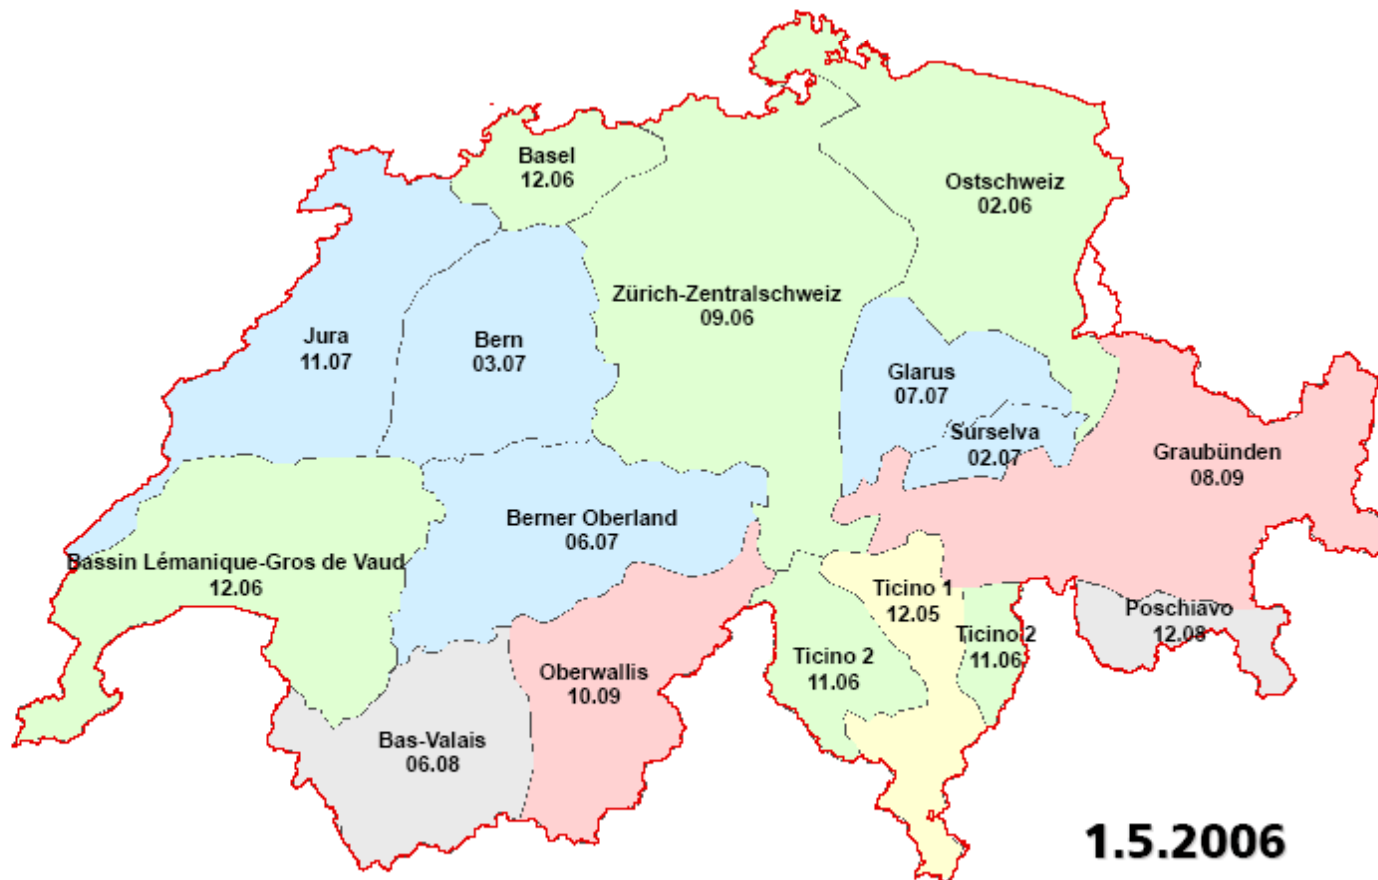 Basel
12.06
Ostschweiz
02.06
Zürich-Zentralschweiz
09.06
Jura
11.07
Bern
03.07
Glarus
07.07
Surselva
02.07
Graubünden
08.09
Berner Oberland
06.07
Bassin Lémanique-Gros de Vaud
12.06
Ticino 1
12.05
Poschiavo
12.08
Ticino 2
11.06
Ticino 2
11.06
Oberwallis
10.09
Bas-Valais
06.08
1.5.2006